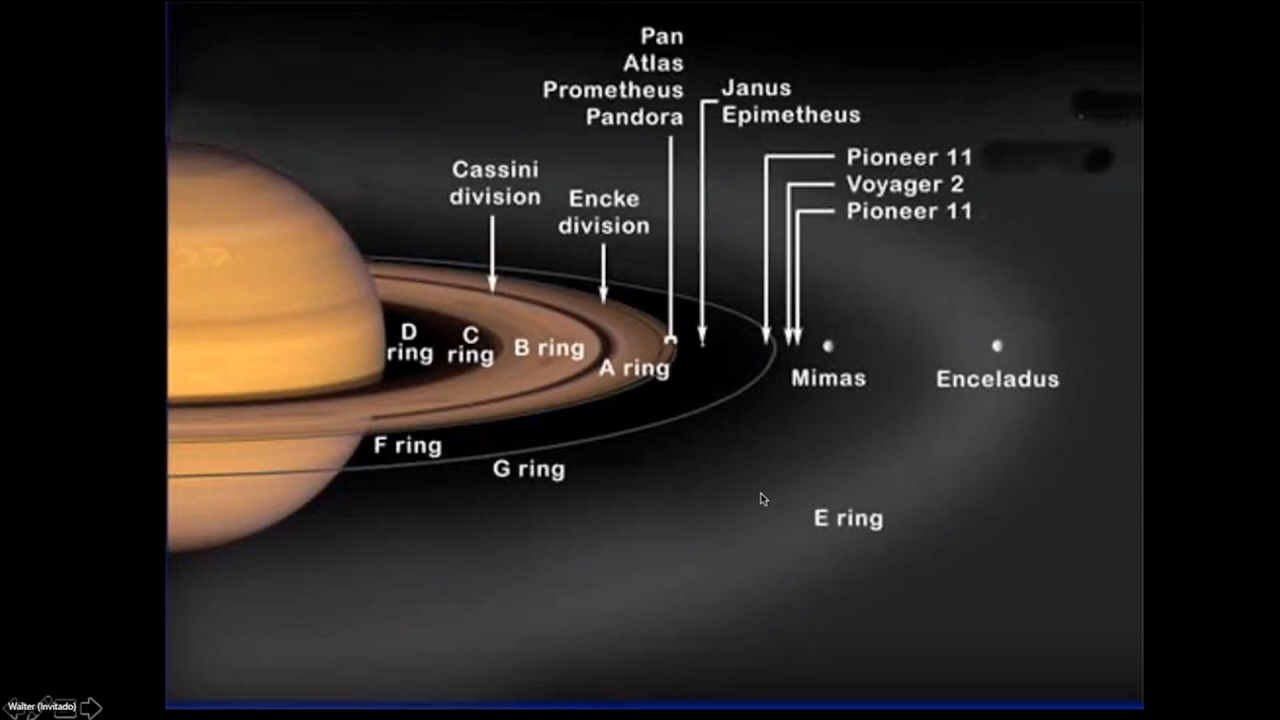 Pan
Atlas
Prometheus
Pandora
Janus
Epimetheus
Pioneer 11
Voyager 2
Pioneer 11
Cassini
division
Encke
division
D
ring
C
ring
B ring
A ring
Mimas
Enceladus
F ring
G ring
E ring
Walter (Invitado)